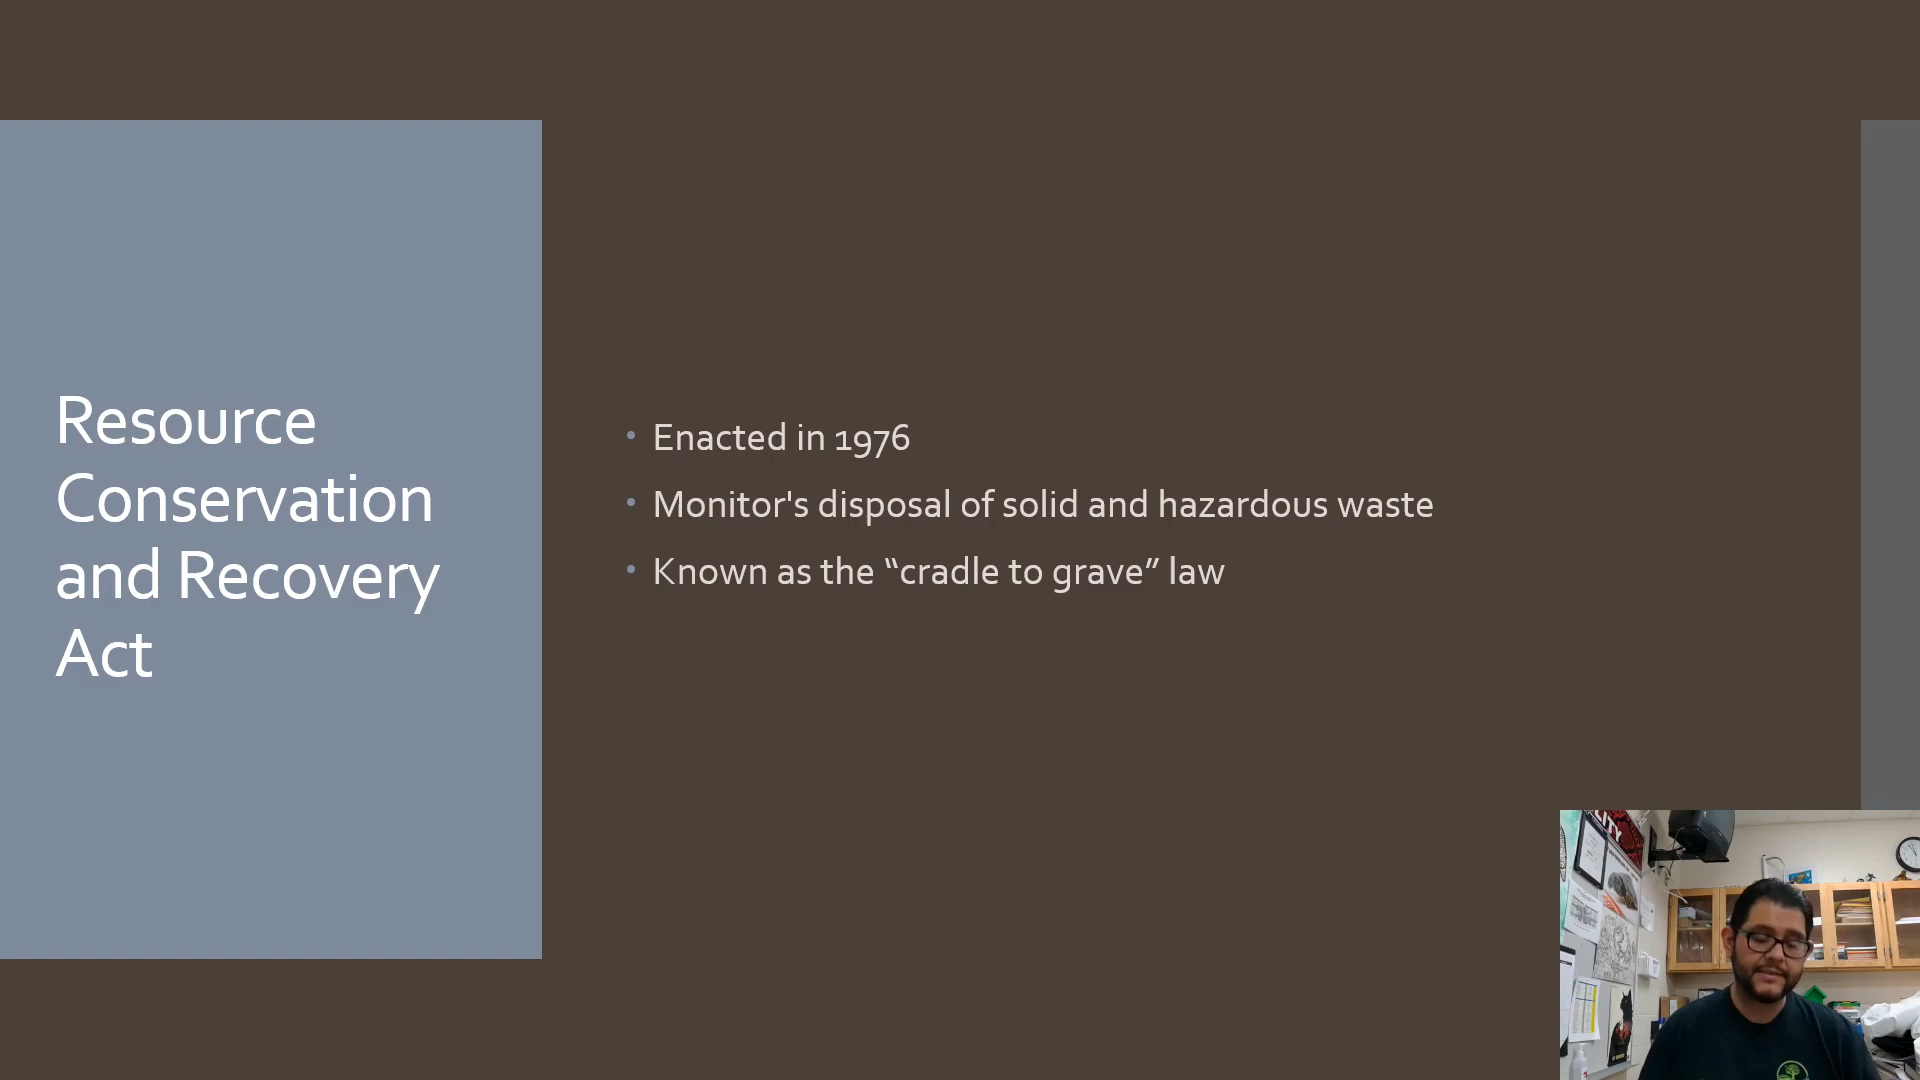 Resource
Conservation
and Recovery
Act
• Enacted in 1976
• Monitor's disposal of solid and hazardous waste
• Known as the “cradle to grave” law